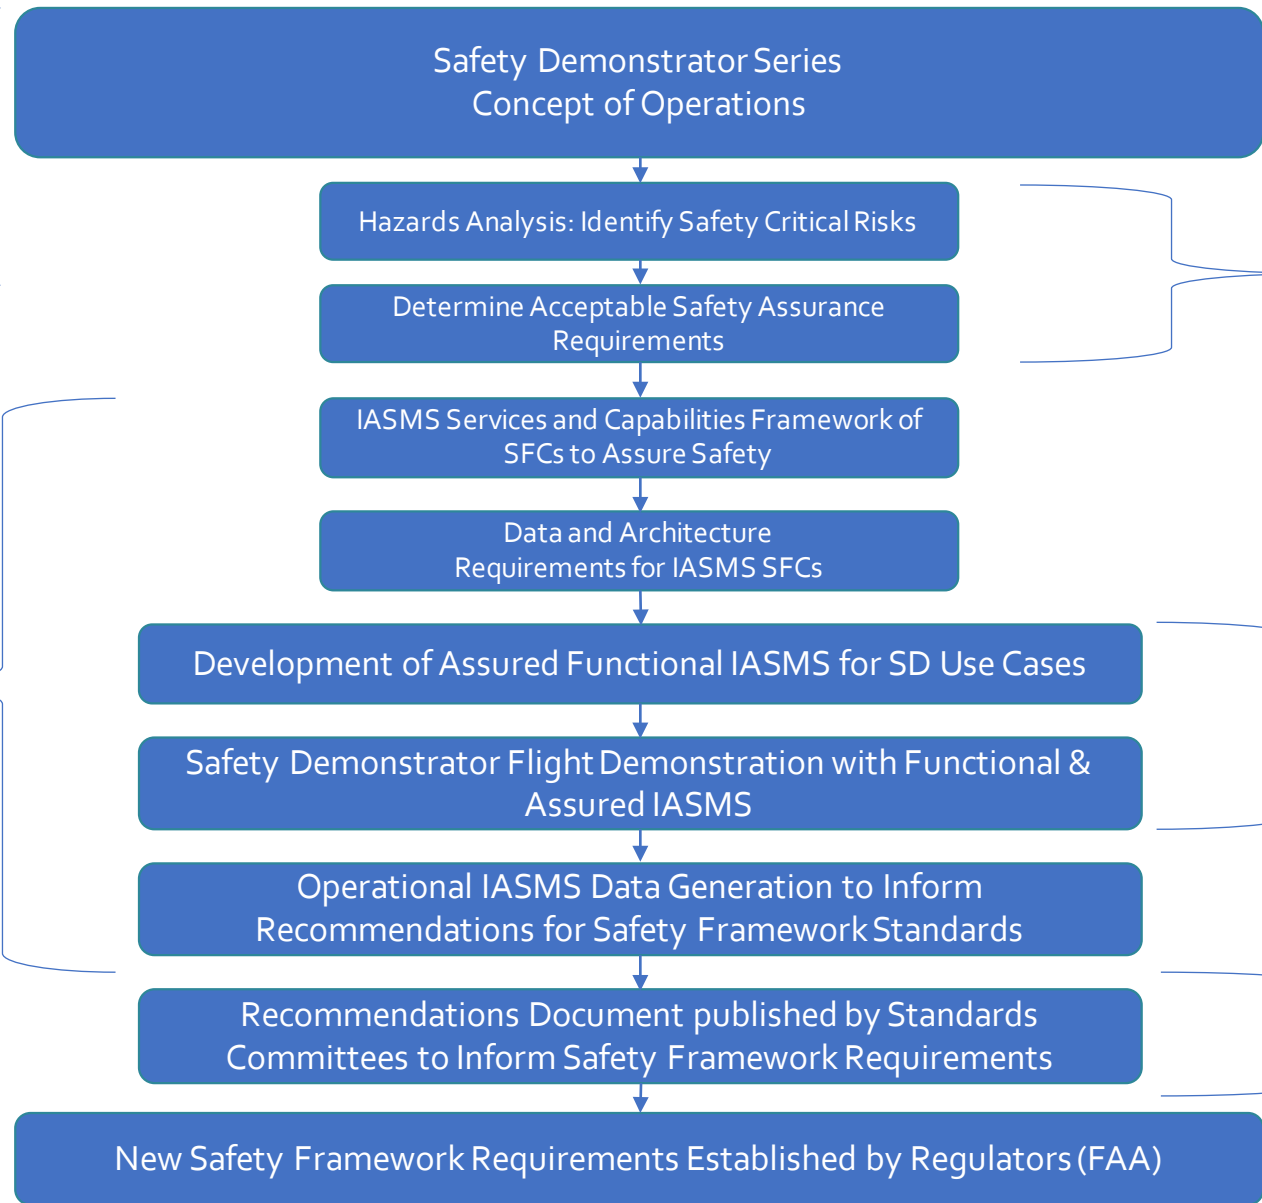 Safety Demonstrator Series
Concept of Operations
Hazards Analysis: Identify Safety Critical Risks
Determine Acceptable Safety Assurance
Requirements
IASMS Services and Capabilities Framework of
SFCs to Assure Safety
Data and Architecture
Requirements for IASMS SFCs
Development of Assured Functional IASMS for SD Use Cases
Safety Demonstrator Flight Demonstration with Functional &
Assured IASMS
Operational IASMS Data Generation to Inform
Recommendations for Safety Framework Standards
Recommendations Document published by Standards
Committees to Inform Safety Framework Requirements
New Safety Framework Requirements Established by Regulators (FAA)